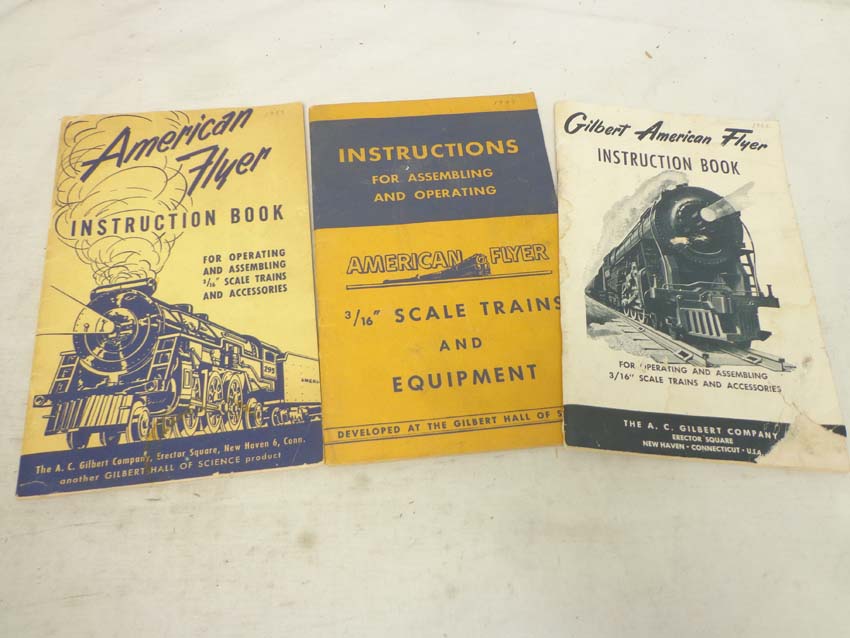 American
Flyer
INSTRUCTION BOOK
FOR OPERATING
AND ASSEMBLING
3/16" SCALE TRAINS
AND ACCESSORIES
295
AMERIC
The A. C. Gilbert Company, Erector Square, New Haven 6, Conn.
another GILBERT HALL OF SCIENCE product
INSTRUCTIONS
FOR ASSEMBLING
AND OPERATING
AMERICAN FLYER
3/16" SCALE TRAINS
AND
EQUIPMENT
DEVELOPED AT THE GILBERT HALL OF S
Gilbert American Flyer
INSTRUCTION BOOK
FOR OPERATING AND ASSEMBLING
3/16" SCALE TRAINS AND ACCESSORIES
THE A. C. GILBERT COMPANY
ERECTOR SQUARE
NEW HAVEN · CONNECTICUT · U.S.A.